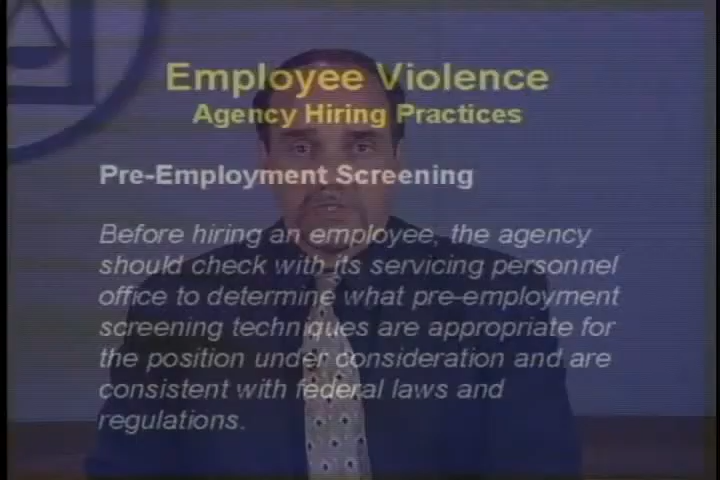 Employee Violence
Agency Hiring Practices
Pre-Employment Screening
Before hiring an employee, the agency
should check with its servicing personnel
office to determine what pre-employment
screening techniques are appropriate for
the position under consideration and are
consistent with federal laws and
regulations.